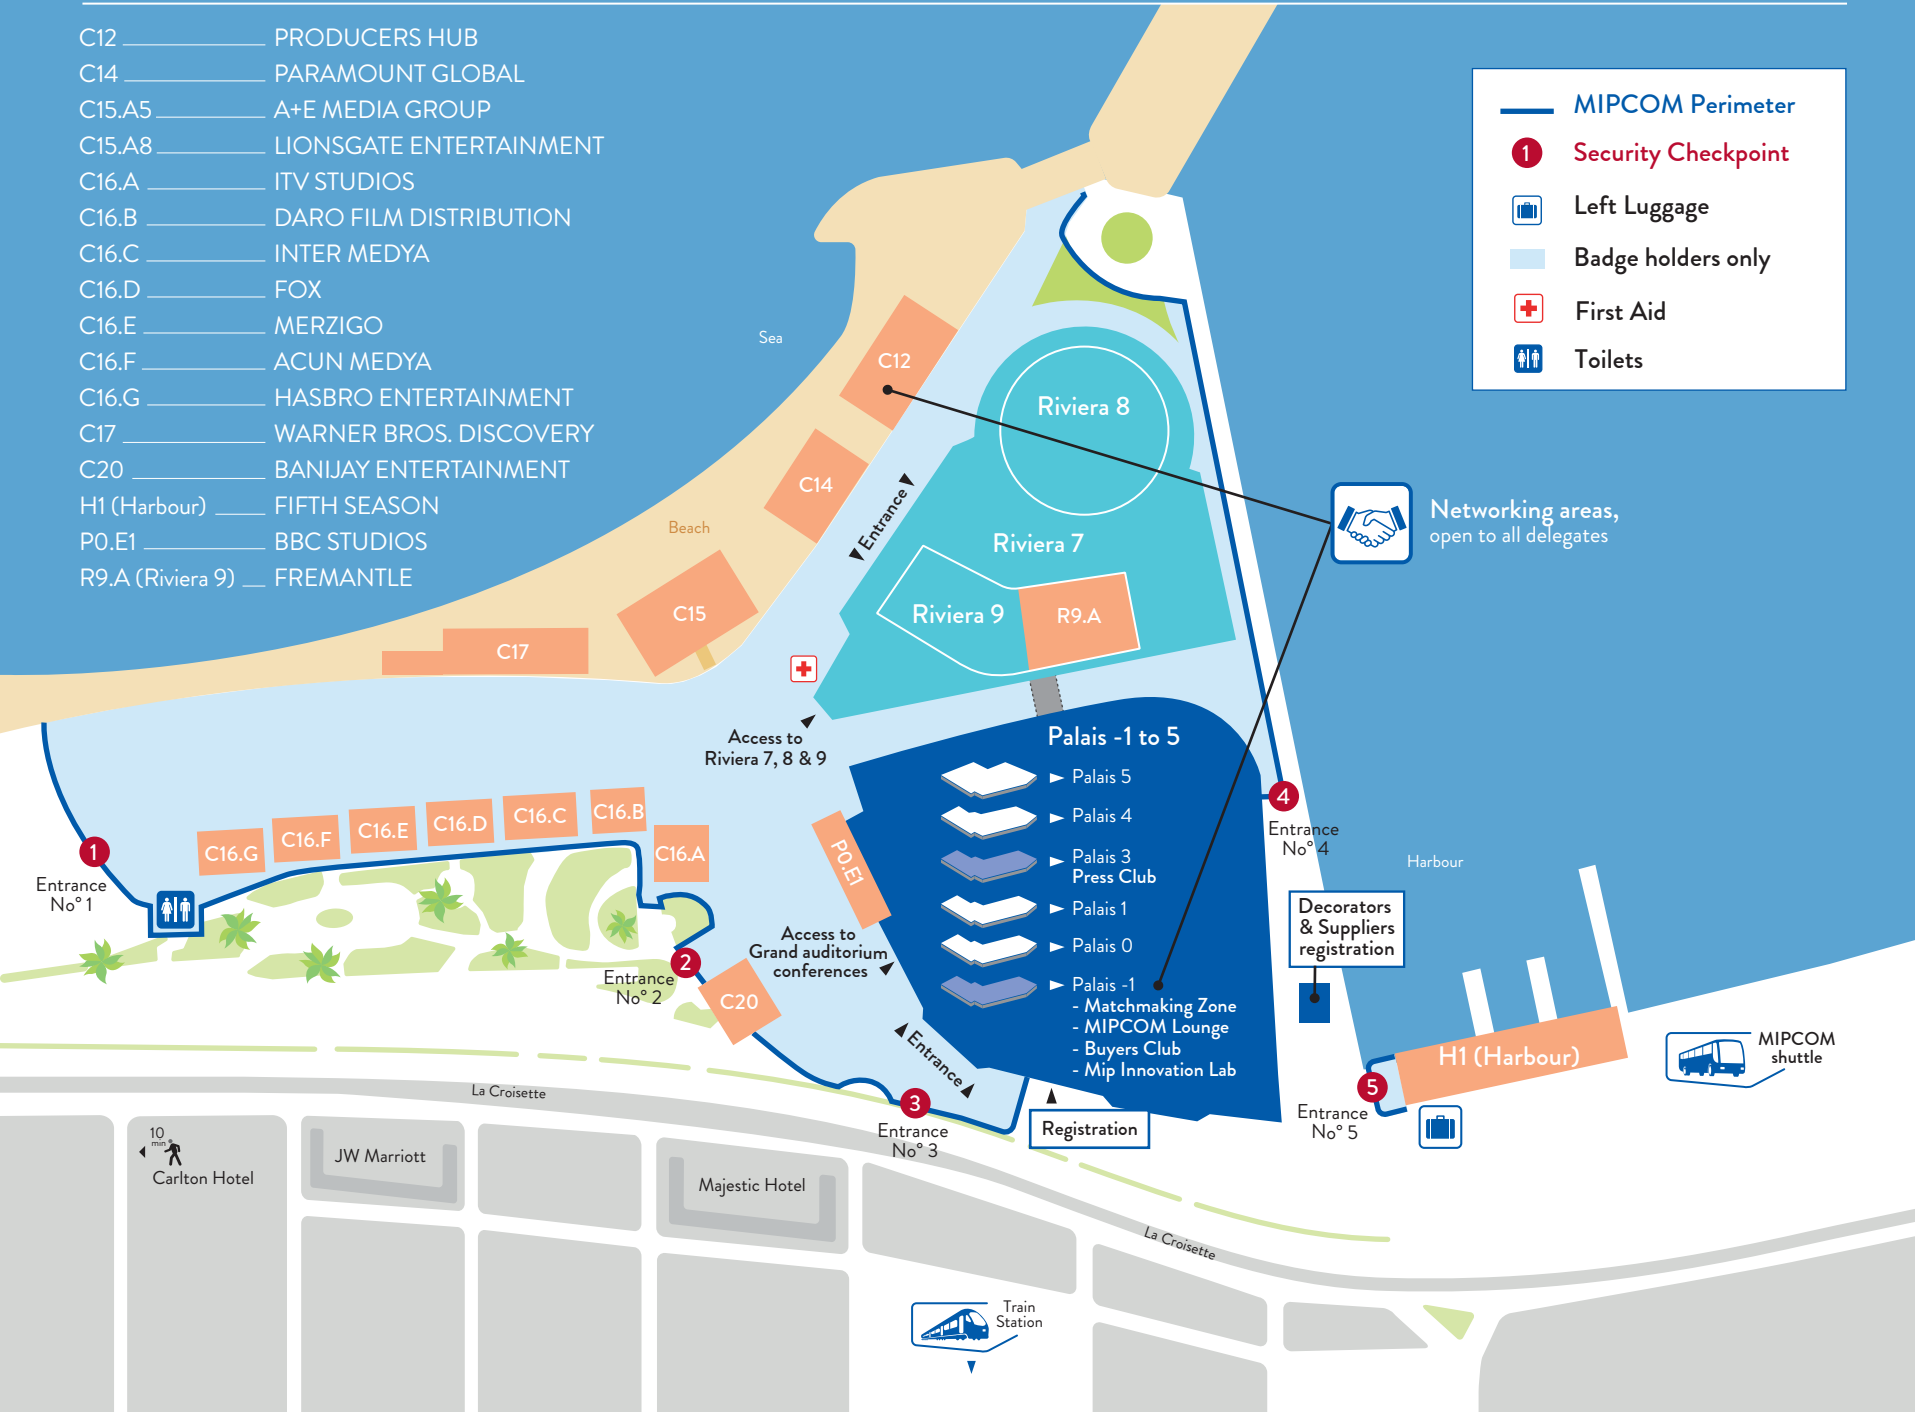 C12 PRODUCERS HUB
C14 PARAMOUNT GLOBAL
C15.A5 A+E MEDIA GROUP
C15.A8 LIONSGATE ENTERTAINMENT
C16.A ITV STUDIOS
C16.B DARO FILM DISTRIBUTION
C16.C INTER MEDYA
C16.D FOX
C16.E MERZIGO
C16.F ACUN MEDYA
C16.G HASBRO ENTERTAINMENT
C17 WARNER BROS. DISCOVERY
C20 BANIJAY ENTERTAINMENT
H1 (Harbour) FIFTH SEASON
P0.E1 BBC STUDIOS
R9.A (Riviera 9) FREMANTLE
MIPCOM Perimeter
1 Security Checkpoint
Left Luggage
Badge holders only
First Aid
Toilets
Sea
C12
Riviera 8
C14
Entrance
Beach
Riviera 7
Networking areas,
open to all delegates
C15
Riviera 9
R9.A
C17
Access to
Riviera 7, 8 & 9
Palais -1 to 5
Palais 5
Palais 4
Palais 3
Press Club
Palais 1
Palais 0
Palais -1
- Matchmaking Zone
- MIPCOM Lounge
- Buyers Club
- Mip Innovation Lab
4
Entrance
No° 4
Harbour
C16.G
C16.F
C16.E
C16.D
C16.C
C16.B
C16.A
P0.E1
1
Entrance
No° 1
Decorators
& Suppliers
registration
Access to
Grand auditorium
conferences
2
Entrance
No° 2
C20
Entrance
H1 (Harbour)
MIPCOM
shuttle
5
Entrance
No° 5
3
Entrance
No° 3
Registration
La Croisette
10
min
Carlton Hotel
JW Marriott
Majestic Hotel
La Croisette
Train
Station